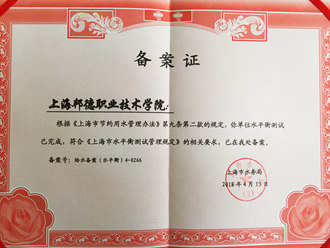 备案证
上海邦德职业技术学院:
根据《上海市节约用水管理办法》第九条第二款的规定，你单位水平衡测试
已完成，符合《上海市水平衡测试管理规定》的相关要求，已在我处备案。
备案号：给水备案（水平衡）4-0266
上海市水务局
2018年4月13日